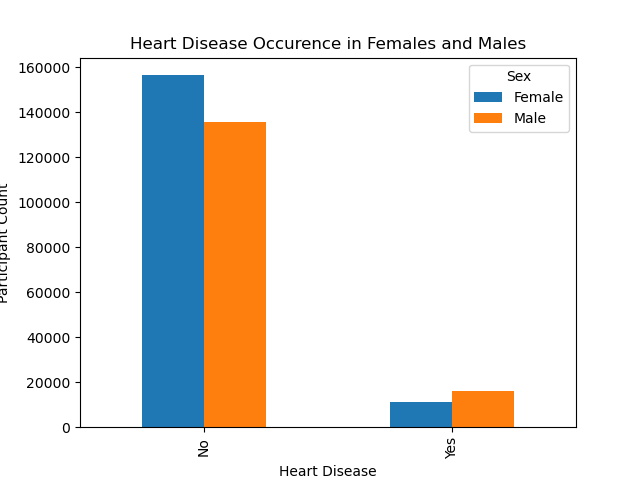 Heart Disease Occurence in Females and Males
Sex
Female
Male
160000
140000
120000
100000
80000
60000
40000
20000
0
Participant Count
No
Yes
Heart Disease